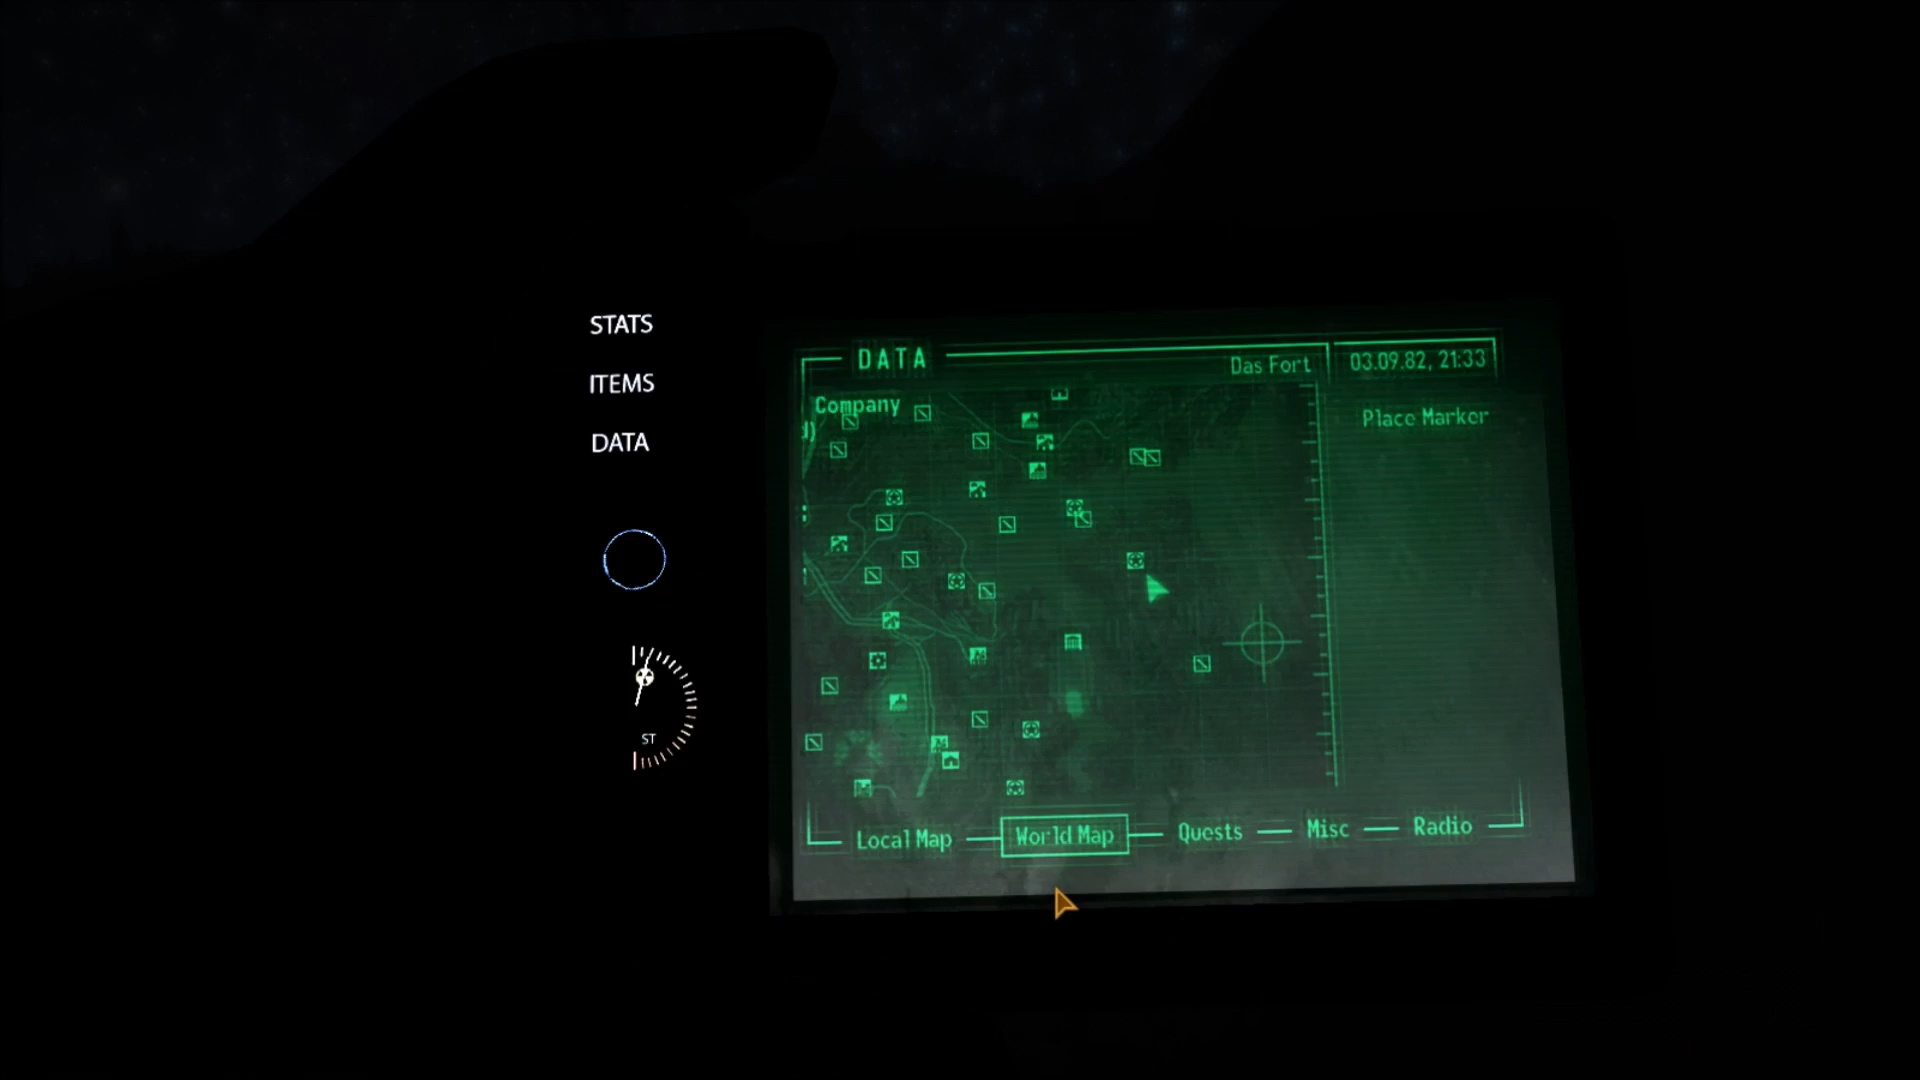 STATS
ITEMS
DATA
ST
DATA
Das Fort
03.09.82, 21:33
Company
Place Marker
Local Map
World Map
Quests
Misc
Radio